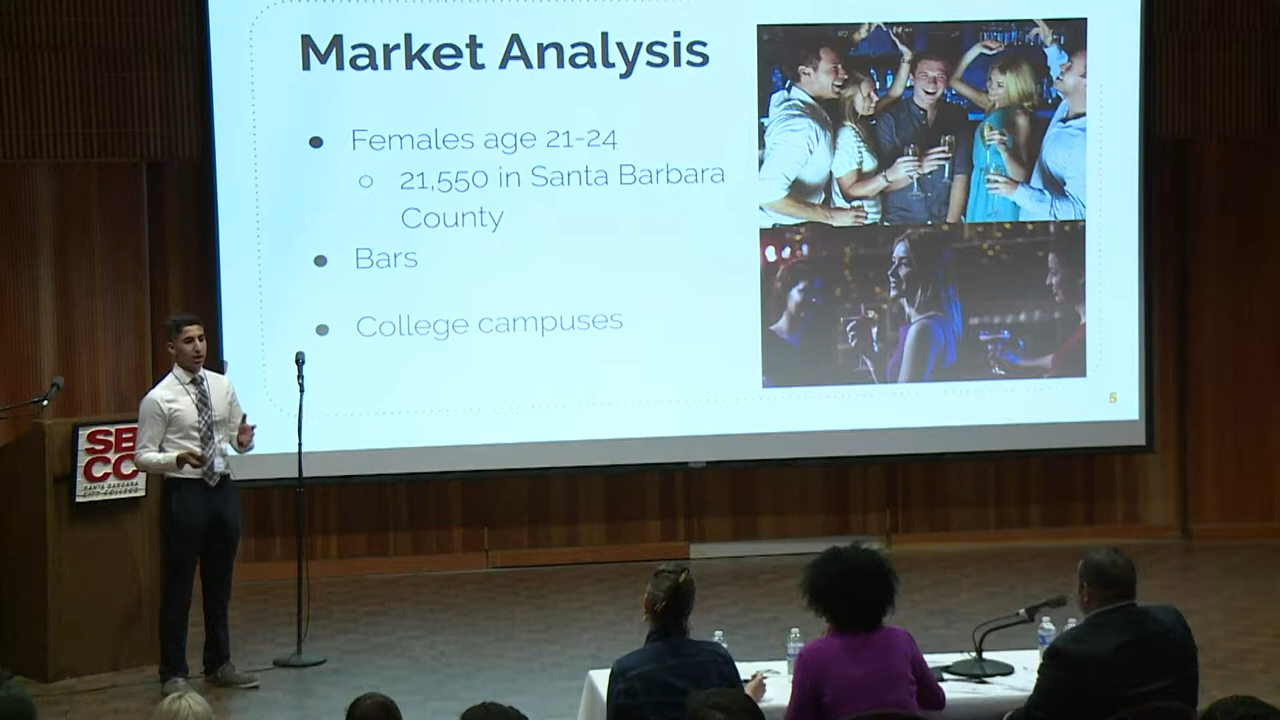 Market Analysis
Females age 21-24
21,550 in Santa Barbara
County
Bars
College campuses
5
SB
CC
SANTA BARBARA
CITY COLLEGE